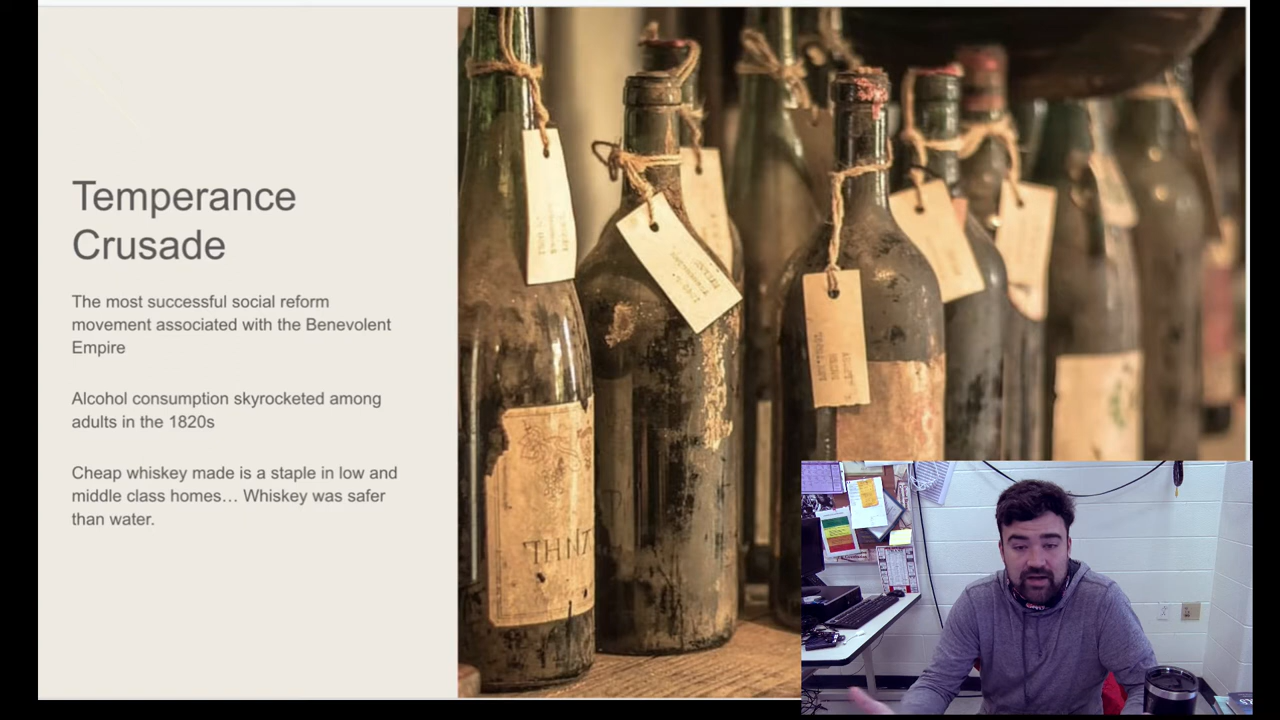 Temperance
Crusade
The most successful social reform
movement associated with the Benevolent
Empire
Alcohol consumption skyrocketed among
adults in the 1820s
Cheap whiskey made is a staple in low and
middle class homes… Whiskey was safer
than water.